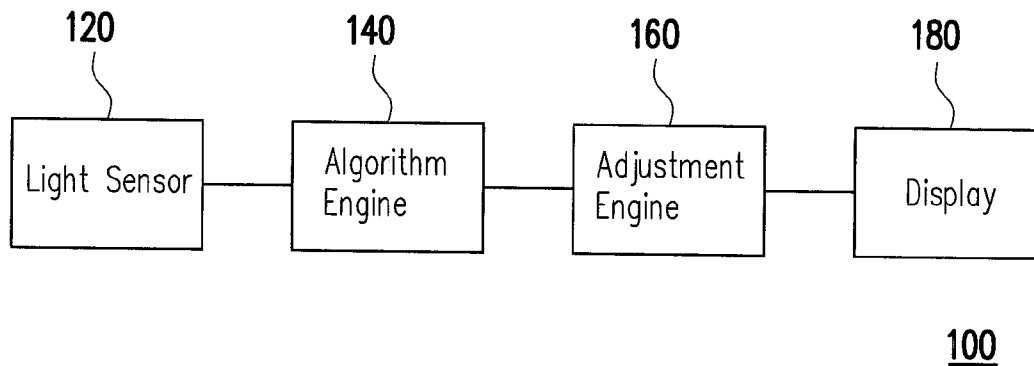 120
140
160
180
Light Sensor
Algorithm
Engine
Adjustment
Engine
Display
100